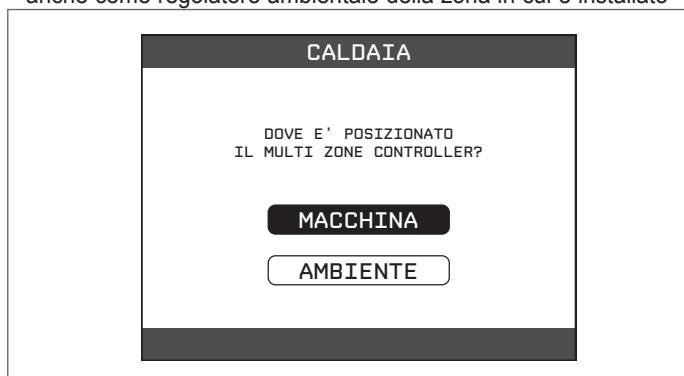 anche come regolatore ambientale della zona in cui è installato
CALDAIA
DOVE E' POSIZIONATO
IL MULTI ZONE CONTROLLER?
MACCHINA
AMBIENTE